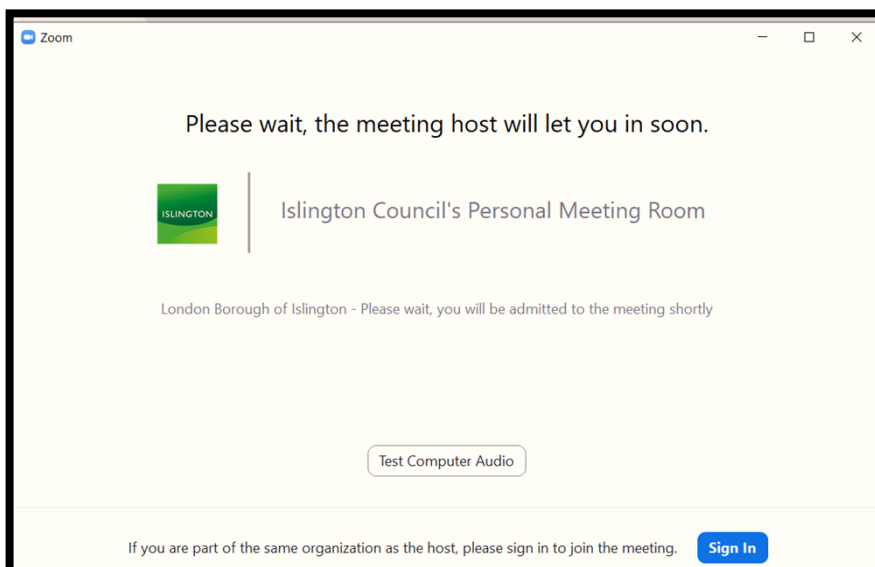 Zoom
Please wait, the meeting host will let you in soon.
ISLINGTON
Islington Council's Personal Meeting Room
London Borough of Islington - Please wait, you will be admitted to the meeting shortly
Test Computer Audio
If you are part of the same organization as the host, please sign in to join the meeting.
Sign In